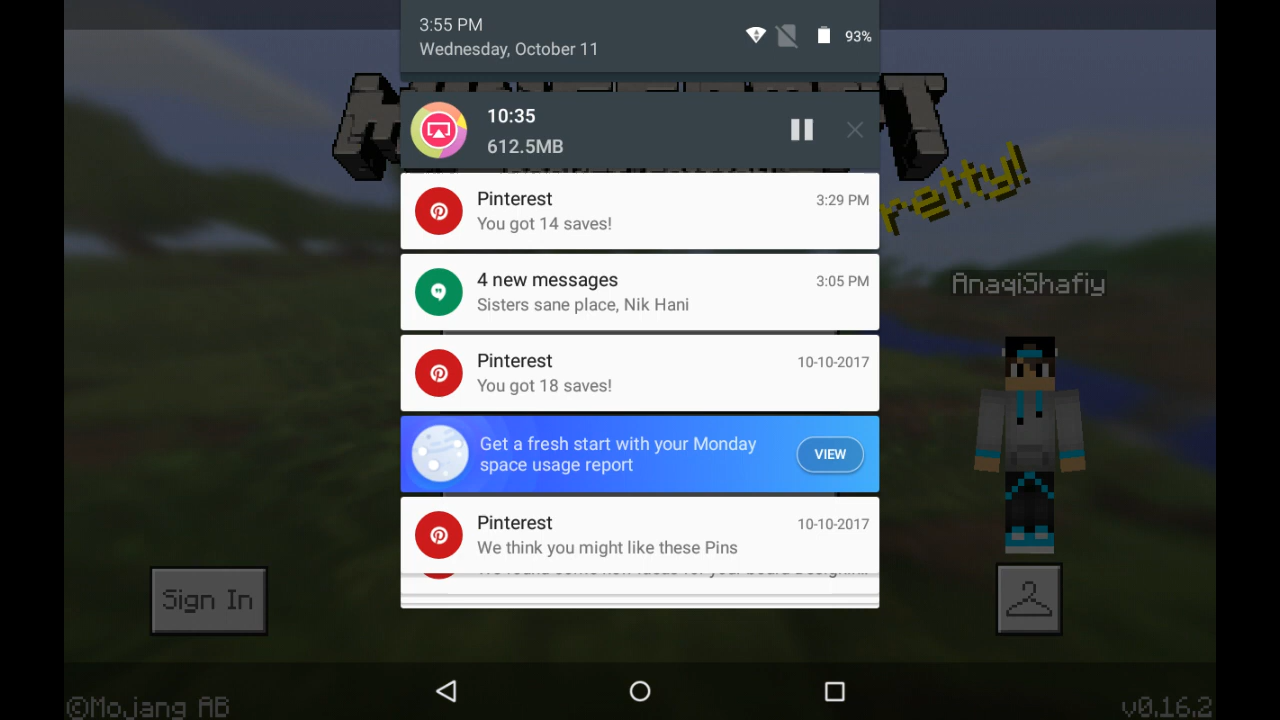 3:55 PM
Wednesday, October 11
93%
10:35
612.5MB
Pinterest
3:29 PM
You got 14 saves!
4 new messages
3:05 PM
Sisters sane place, Nik Hani
Pinterest
10-10-2017
You got 18 saves!
Get a fresh start with your Monday
space usage report
VIEW
Pinterest
10-10-2017
We think you might like these Pins
retty!
AnaqiShafiy
Sign In
©Mojang AB
v0.16.2